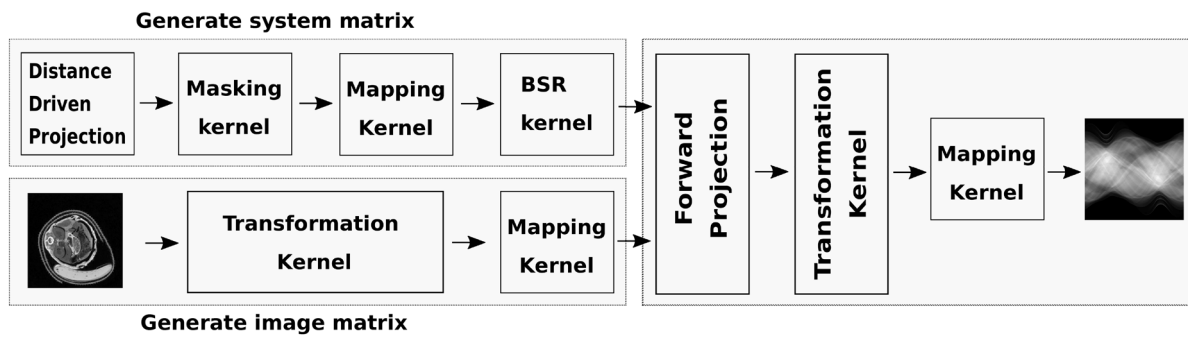 Generate system matrix
Distance
Driven
Projection
Masking
kernel
Mapping
Kernel
BSR
kernel
Transformation
Kernel
Mapping
Kernel
Generate image matrix
Forward
Projection
Transformation
Kernel
Mapping
Kernel